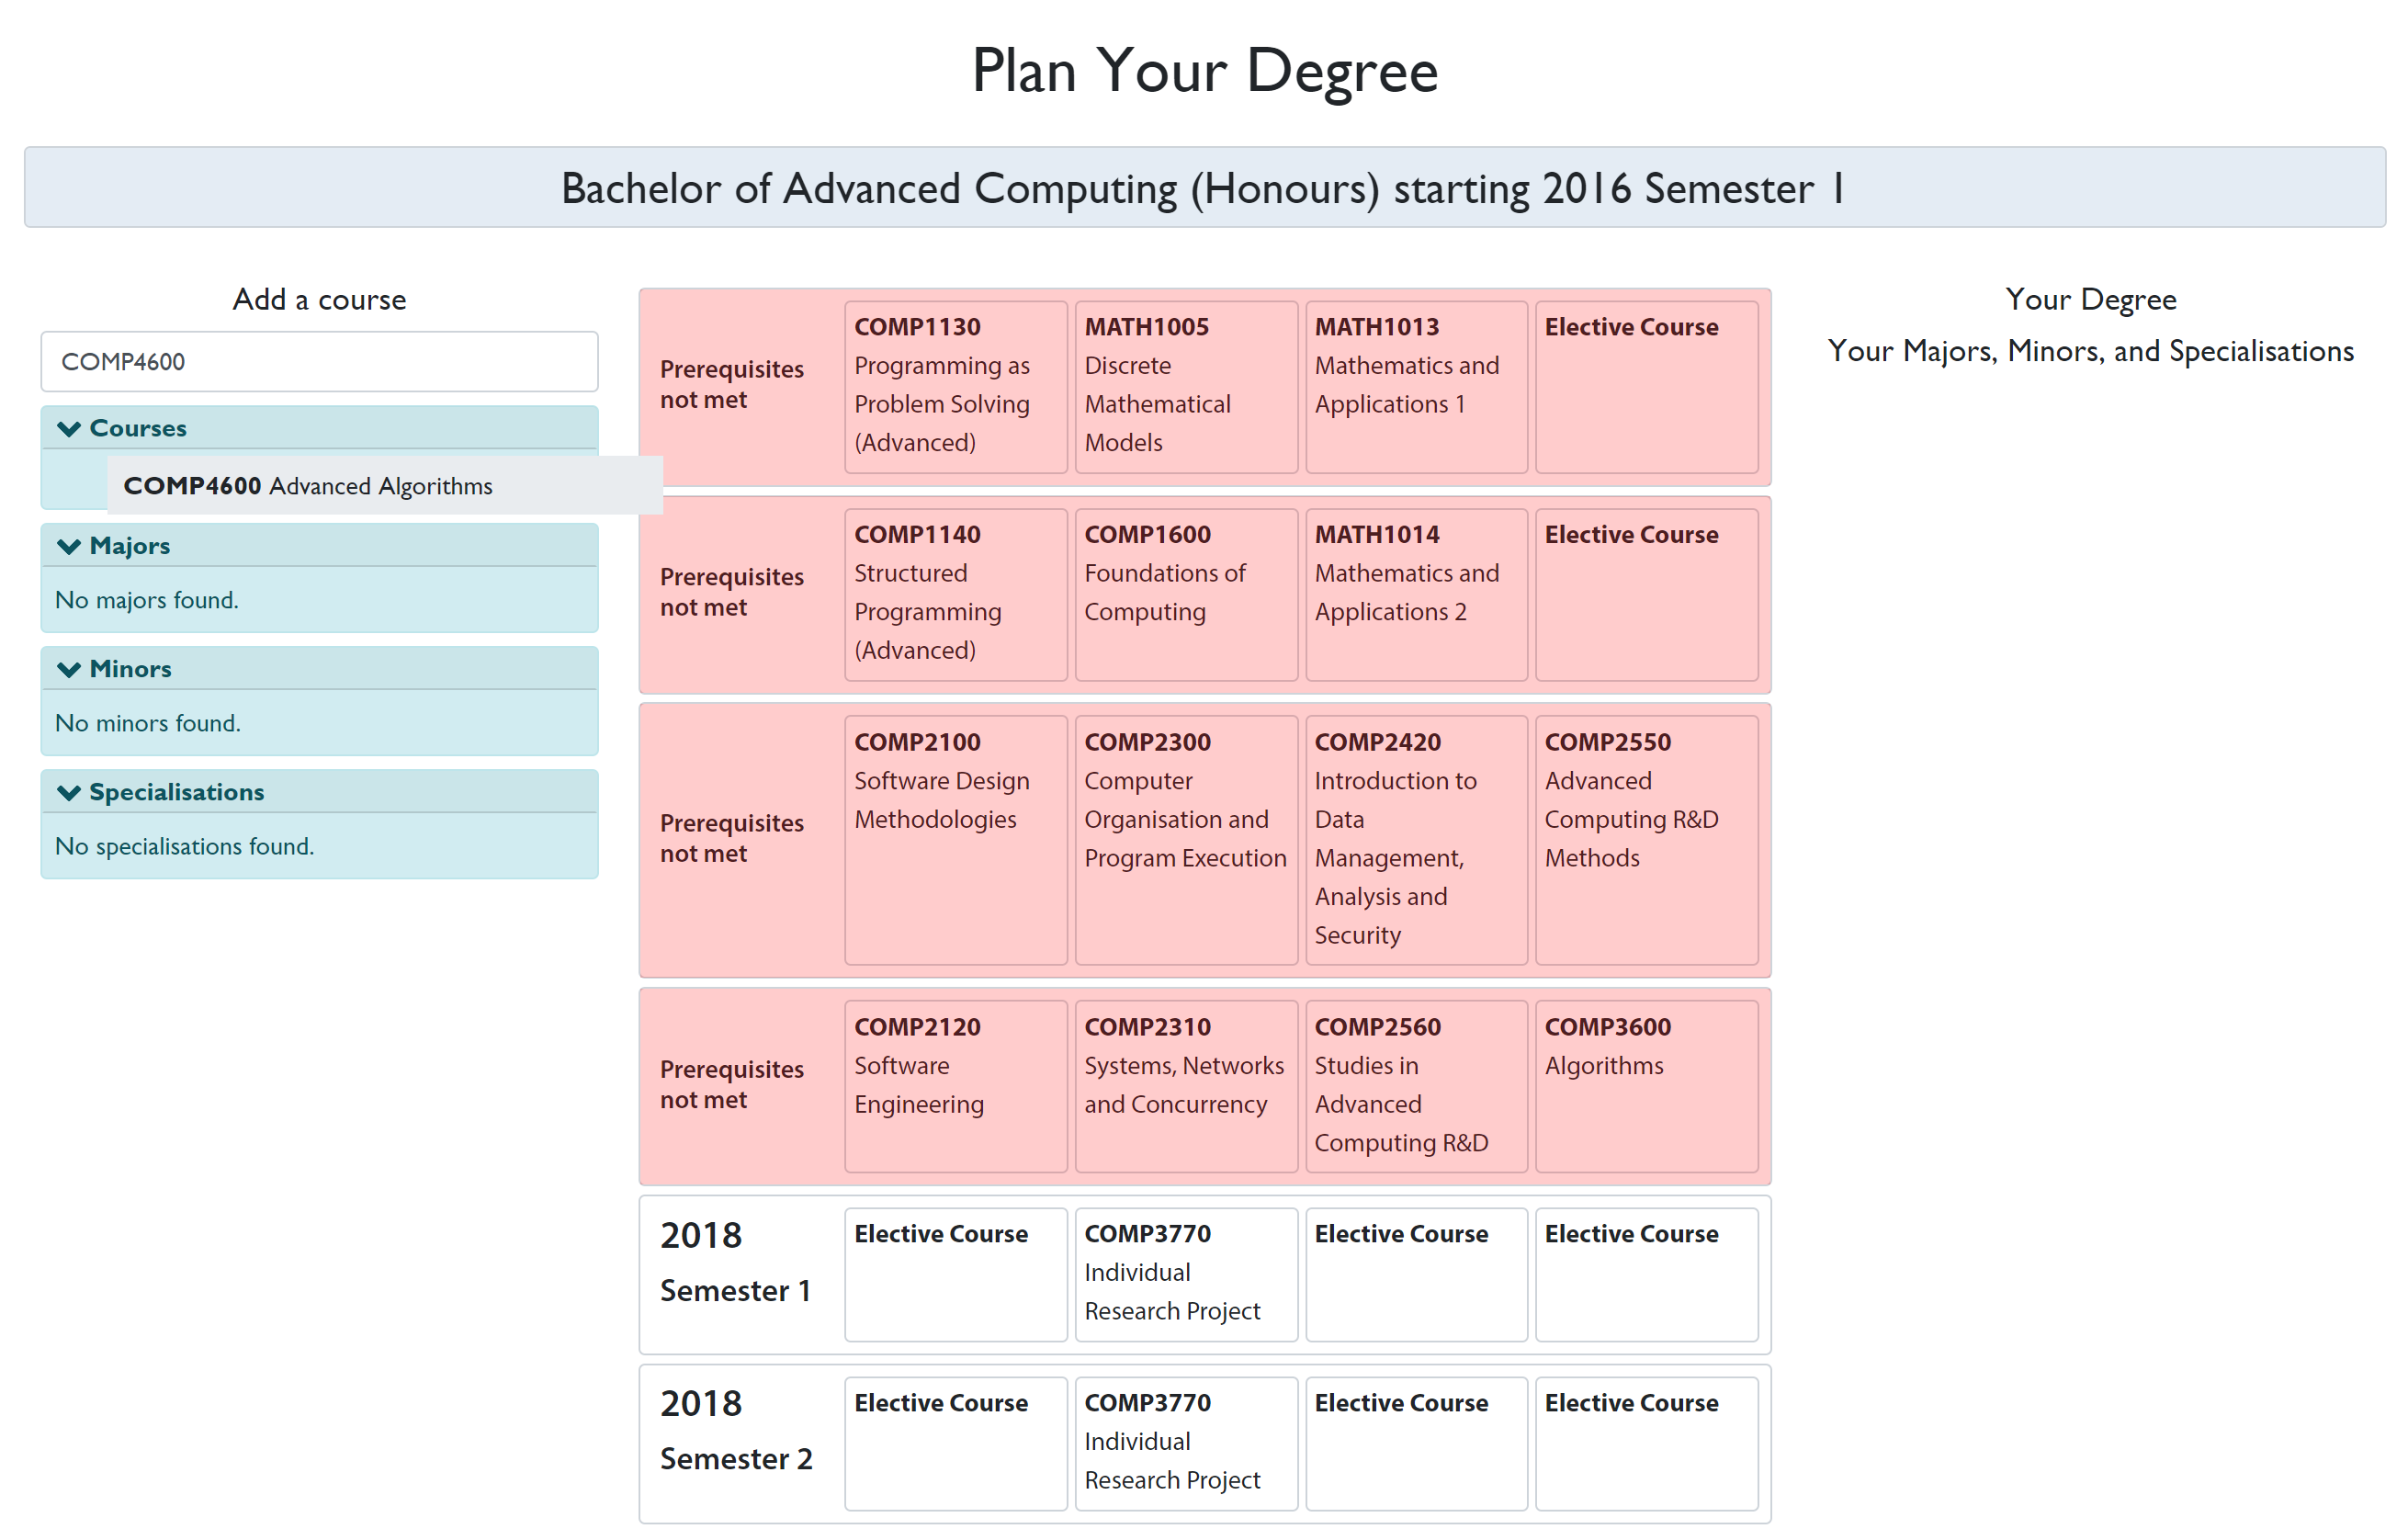 Plan Your Degree
Bachelor of Advanced Computing (Honours) starting 2016 Semester 1
Add a course
COMP4600
Courses
COMP4600 Advanced Algorithms
Majors
No majors found.
Minors
No minors found.
Specialisations
No specialisations found.
Prerequisites
not met
COMP1130
Programming as
Problem Solving
(Advanced)
MATH1005
Discrete
Mathematical
Models
MATH1013
Mathematics and
Applications 1
Elective Course
Prerequisites
not met
COMP1140
Structured
Programming
(Advanced)
COMP1600
Foundations of
Computing
MATH1014
Mathematics and
Applications 2
Elective Course
Prerequisites
not met
COMP2100
Software Design
Methodologies
COMP2300
Computer
Organisation and
Program Execution
COMP2420
Introduction to
Data
Management,
Analysis and
Security
COMP2550
Advanced
Computing R&D
Methods
Prerequisites
not met
COMP2120
Software
Engineering
COMP2310
Systems, Networks
and Concurrency
COMP2560
Studies in
Advanced
Computing R&D
COMP3600
Algorithms
2018
Semester 1
Elective Course
COMP3770
Individual
Research Project
Elective Course
Elective Course
2018
Semester 2
Elective Course
COMP3770
Individual
Research Project
Elective Course
Elective Course
Your Degree
Your Majors, Minors, and Specialisations